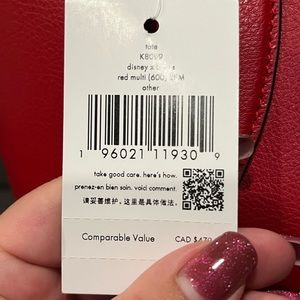 tote
K8099
disney x
red multi (600)
other
1 96021 11930 9
take good care. here's how.
prenez-en bien soin. voici comment.
请妥善维护。这里是具体做法。
Comparable Value CAD